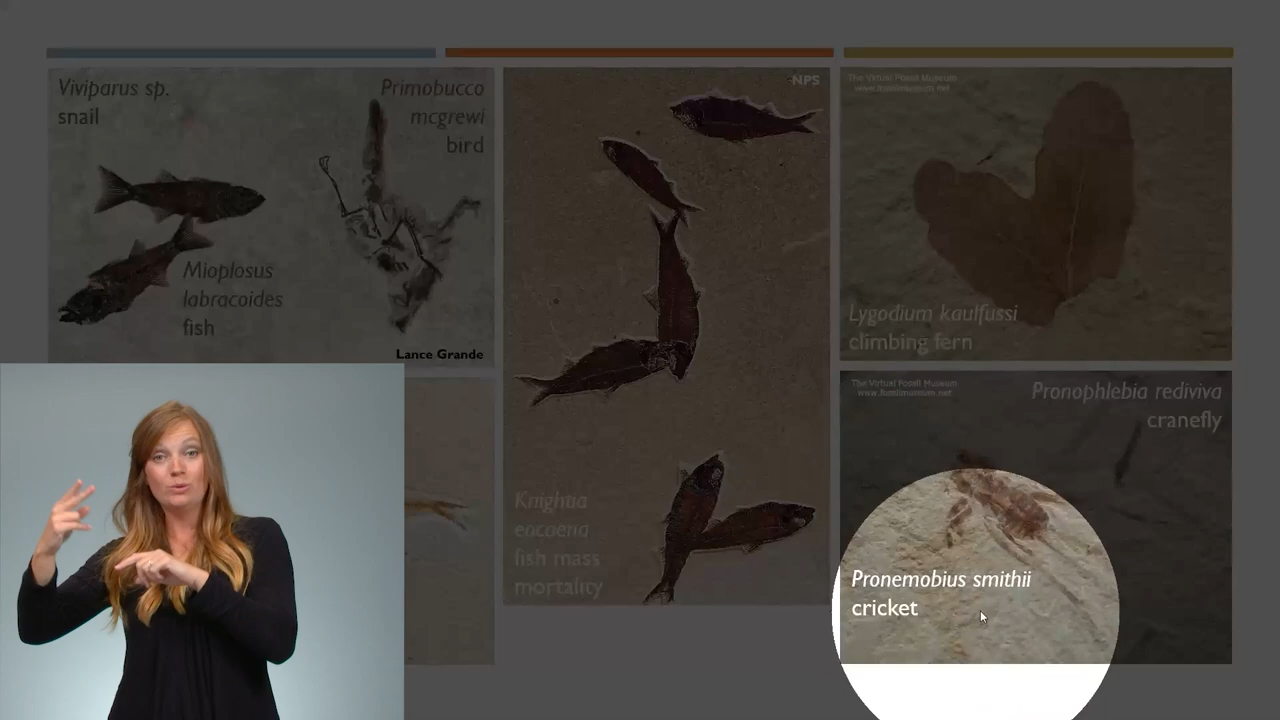 Viviparus sp.
snail
Primobucco
mcgrewi
bird
Mioplosus
labracoides
fish
Lance Grande
NPS
Knightia
eocoena
fish mass
mortality
The Virtual Fossil Museum
www.fossilmuseum.net
Lygodium kaulfussi
climbing fern
The Virtual Fossil Museum
www.fossilmuseum.net
Pronophlebia rediviva
cranefly
Pronemobius smithii
cricket